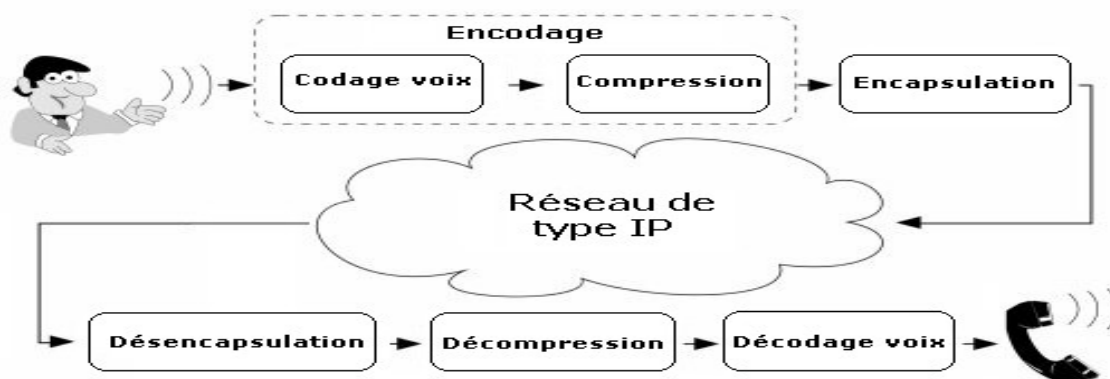 Encodage
Codage voix
Compression
Encapsulation
Réseau de
type IP
Désencapsulation
Décompression
Décodage voix